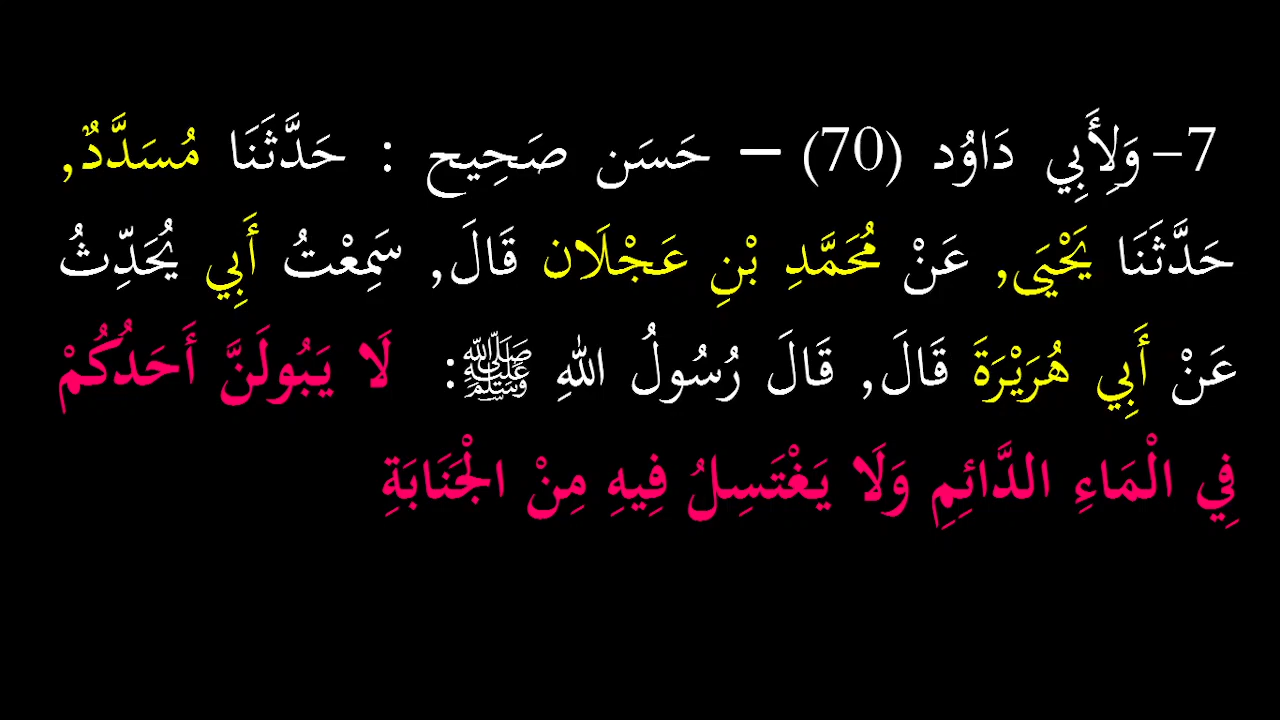 7- وَلِأَبِي دَاوُد (70) – حَسَن صَحِيح : حَدَّثَنَا مُسَدَّدٌ,
حَدَّثَنَا يَحْيَى, عَنْ مُحَمَّدِ بْنِ عَجْلَان قَالَ, سَمِعْتُ أَبِي يُحَدِّثُ
عَنْ أَبِي هُرَيْرَةَ قَالَ, قَالَ رُسُولُ اللهِ ﷺ: لَا يَبُولَنَّ أَحَدُكُمْ
فِي الْمَاءِ الدَّائِمِ وَلَا يَغْتَسِلُ فِيهِ مِنْ الْجَنَابَةِ